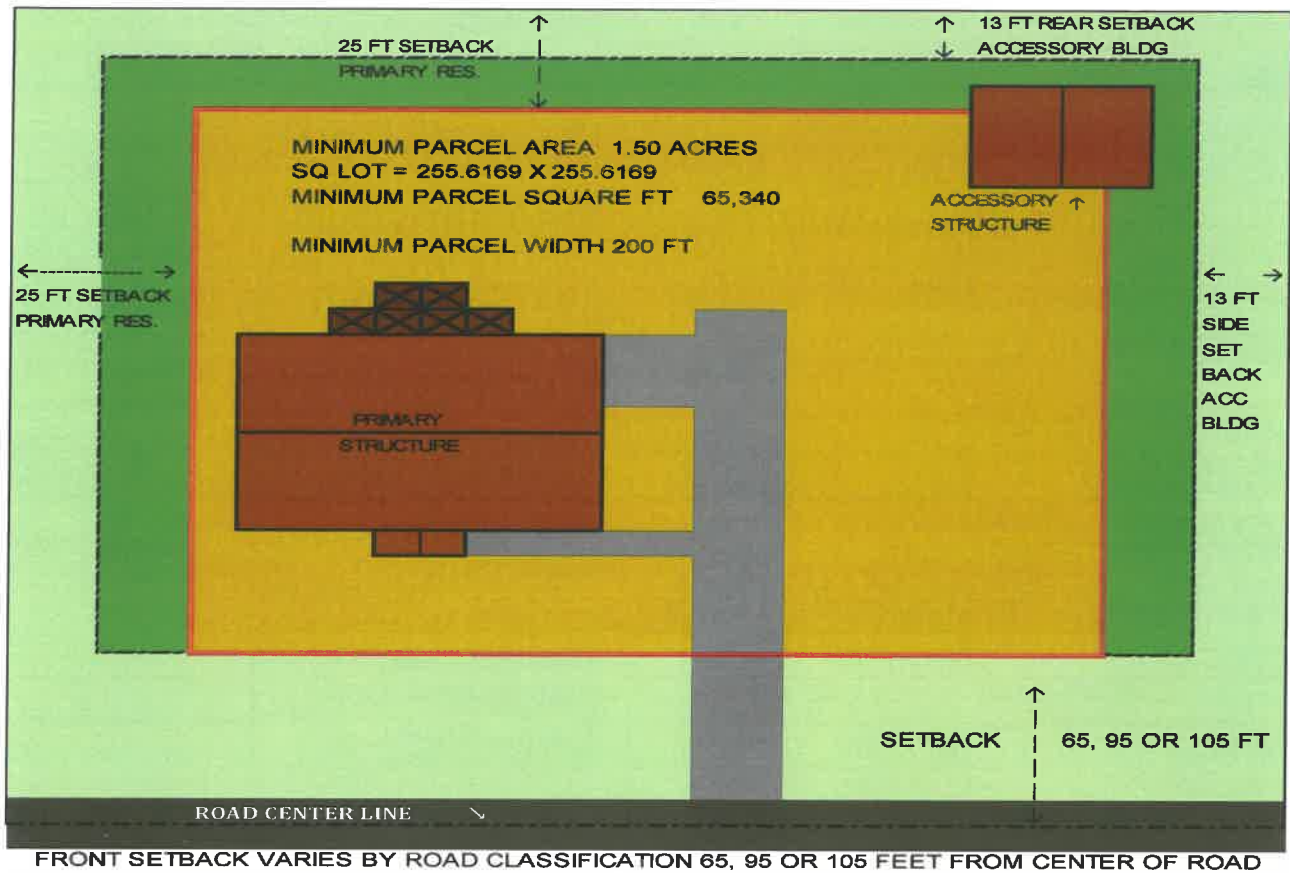 25 FT SETBACK
PRIMARY RES.
13 FT REAR SETBACK
ACCESSORY BLDG
MINIMUM PARCEL AREA 1.50 ACRES
SQ LOT = 255.6169 X 255.6169
MINIMUM PARCEL SQUARE FT 65,340
MINIMUM PARCEL WIDTH 200 FT
ACCESSORY
STRUCTURE
25 FT SETBACK
PRIMARY RES.
13 FT
SIDE
SET
BACK
ACC
BLDG
PRIMARY
STRUCTURE
SETBACK 65, 95 OR 105 FT
ROAD CENTER LINE
FRONT SETBACK VARIES BY ROAD CLASSIFICATION 65, 95 OR 105 FEET FROM CENTER OF ROAD